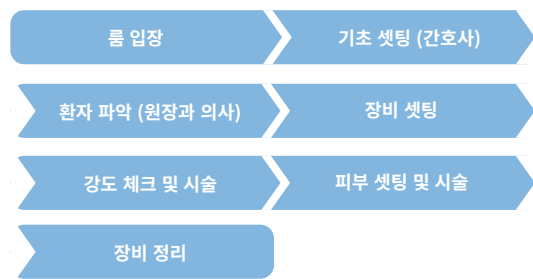 룸 입장
기초 셋팅 (간호사)
환자 파악 (원장과 의사)
장비 셋팅
강도 체크 및 시술
피부 셋팅 및 시술
장비 정리